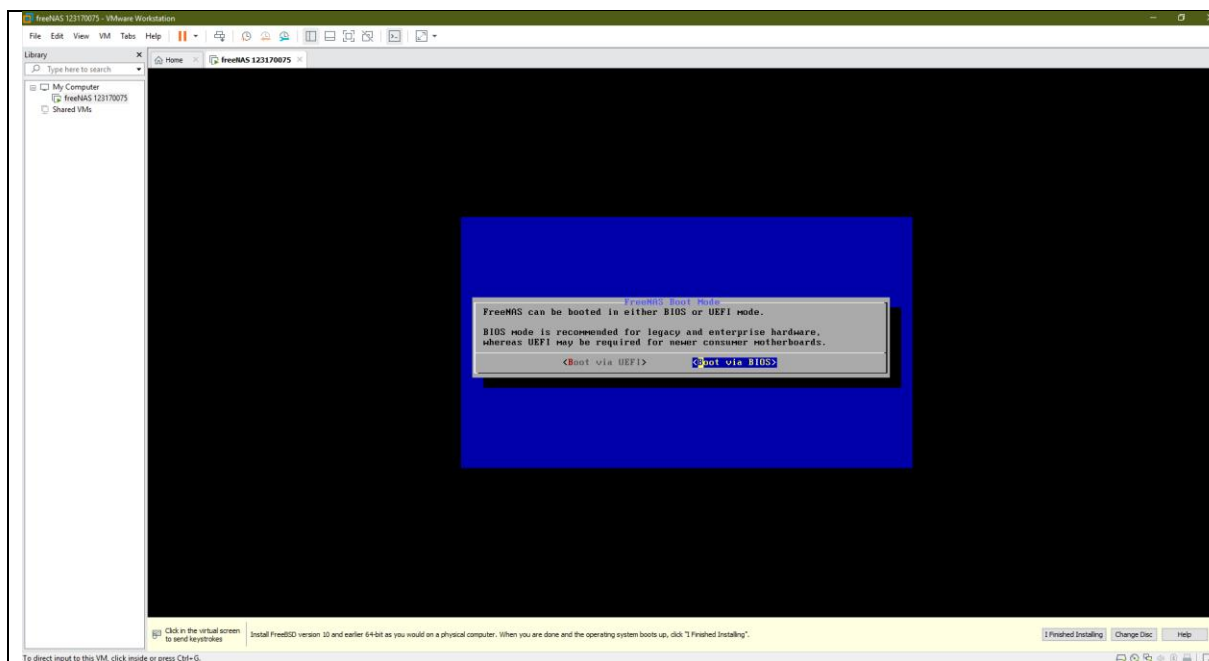 freeNAS 123170075 - VMware Workstation
File Edit View VM Tabs Help
Library
Type here to search
My Computer
freeNAS 123170075
Shared VMs
Home
freeNAS 123170075
FreeNAS Boot Mode
FreeNAS can be booted in either BIOS or UEFI mode.
BIOS mode is recommended for legacy and enterprise hardware,
whereas UEFI may be required for newer consumer motherboards.
<Boot via UEFI> <Boot via BIOS>
Click in the virtual screen
to send keystrokes
Install FreeBSD version 10 and earlier 64-bit as you would on a physical computer. When you are done and the operating system boots up, click "I Finished Installing".
I Finished Installing Change Disc Help
To direct input to this VM, click inside or press Ctrl+G.